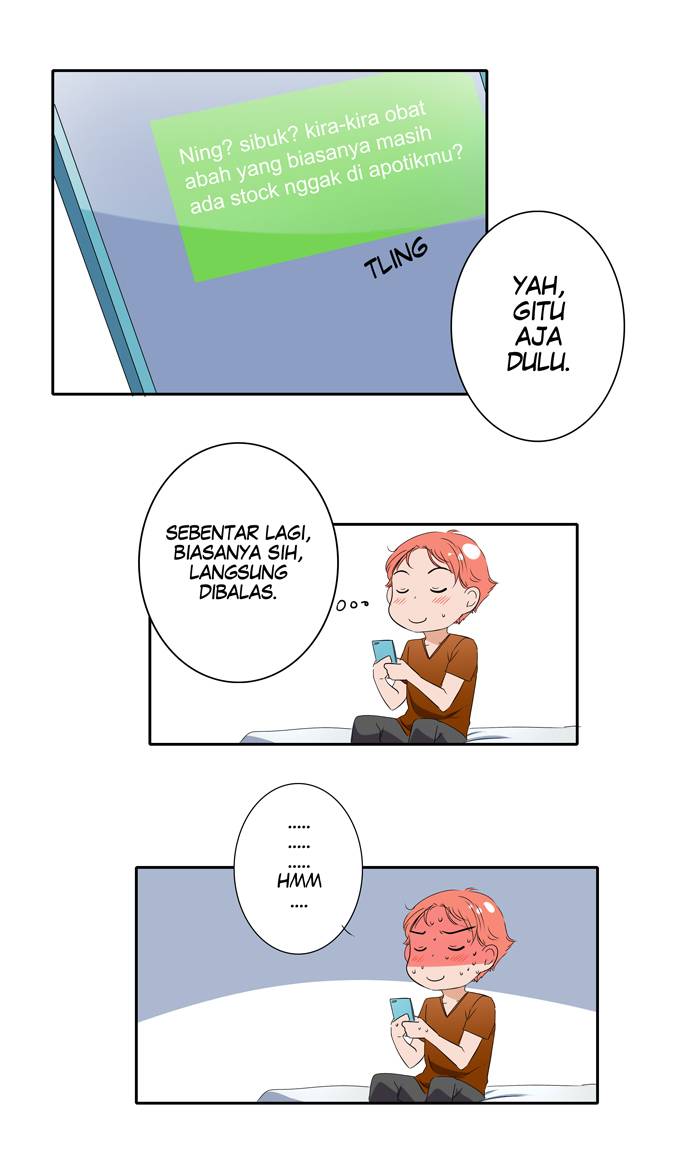 Ning? sibuk? kira-kira obat
abah yang biasanya masih
ada stock nggak di apotikmu?
TLING
YAH,
GITU
AJA
DULU.
SEBENTAR LAGI,
BIASANYA SIH,
LANGSUNG
DIBALAS.
.....
.....
.....
HMM
....